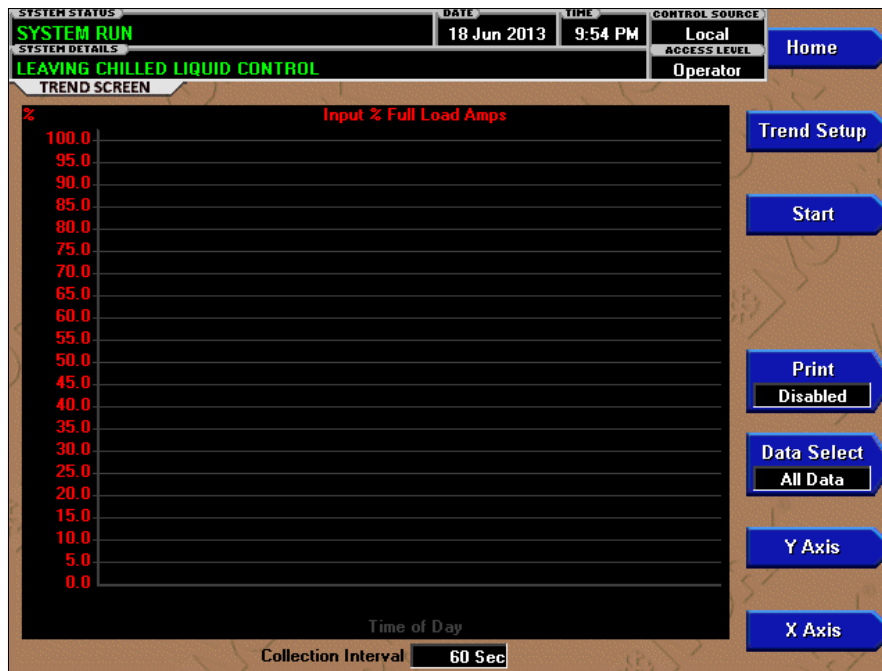 SYSTEM STATUS
SYSTEM RUN
DATE
18 Jun 2013
TIME
9:54 PM
CONTROL SOURCE
Local
SYSTEM DETAILS
LEAVING CHILLED LIQUID CONTROL
ACCESS LEVEL
Operator
Home
TREND SCREEN
%
Input % Full Load Amps
100.0
95.0
90.0
85.0
80.0
75.0
70.0
65.0
60.0
55.0
50.0
45.0
40.0
35.0
30.0
25.0
20.0
15.0
10.0
5.0
0.0
Time of Day
Collection Interval 60 Sec
Trend Setup
Start
Print
Disabled
Data Select
All Data
Y Axis
X Axis